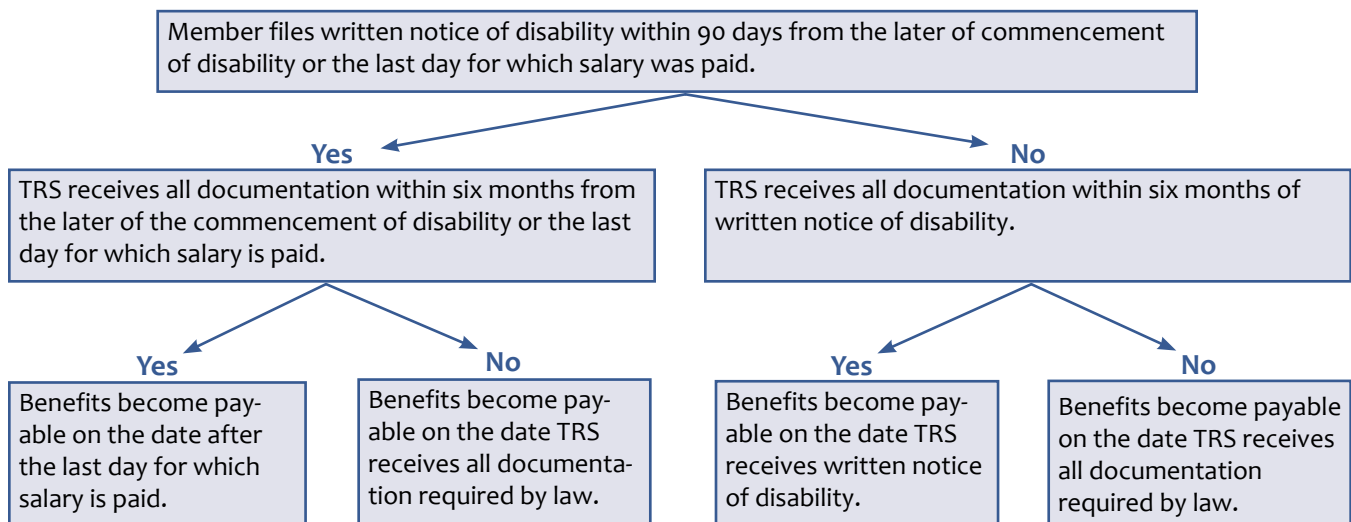 Member files written notice of disability within 90 days from the later of commencement
of disability or the last day for which salary was paid.
Yes
No
TRS receives all documentation within six months from
the later of the commencement of disability or the last
day for which salary is paid.
TRS receives all documentation within six months of
written notice of disability.
Yes
No
Yes
No
Benefits become pay-
able on the date after
the last day for which
salary is paid.
Benefits become pay-
able on the date TRS
receives all documenta-
tion required by law.
Benefits become pay-
able on the date TRS
receives written notice
of disability.
Benefits become payable
on the date TRS receives
all documentation
required by law.